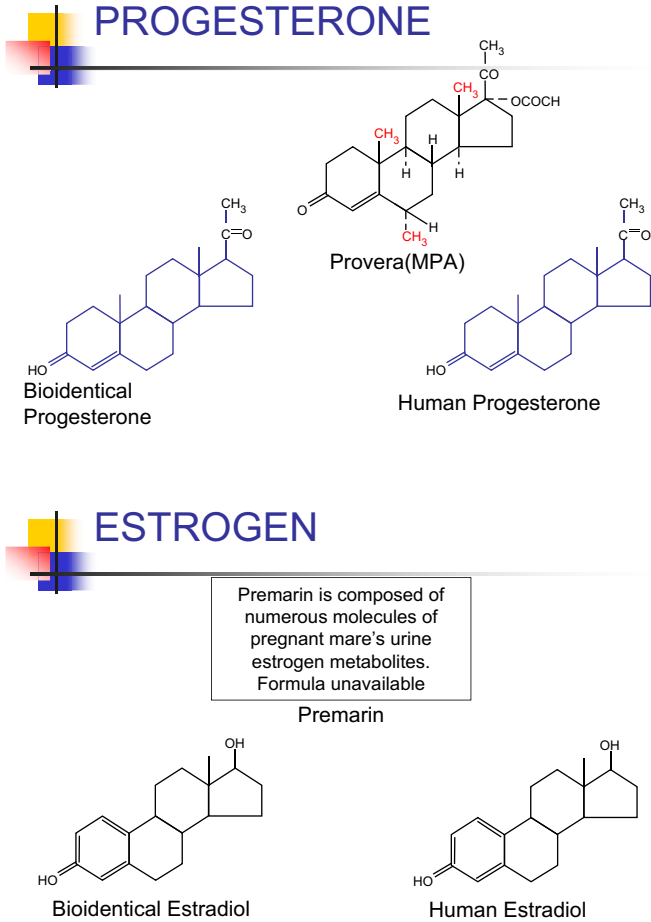 PROGESTERONE
CH3
CO
CH3
OCOCH
CH3
H
H
H
O
H
CH3
Provera(MPA)
CH3
C=O
HO
Bioidentical
Progesterone
CH3
C=O
HO
Human Progesterone
ESTROGEN
Premarin is composed of
numerous molecules of
pregnant mare's urine
estrogen metabolites.
Formula unavailable
Premarin
OH
HO
Bioidentical Estradiol
OH
HO
Human Estradiol